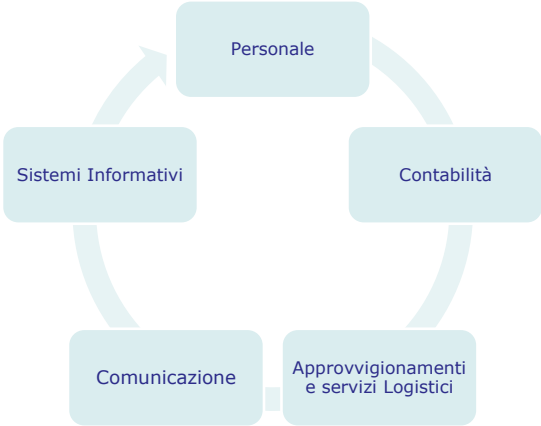 Personale
Contabilità
Approvvigionamenti
e servizi Logistici
Comunicazione
Sistemi Informativi